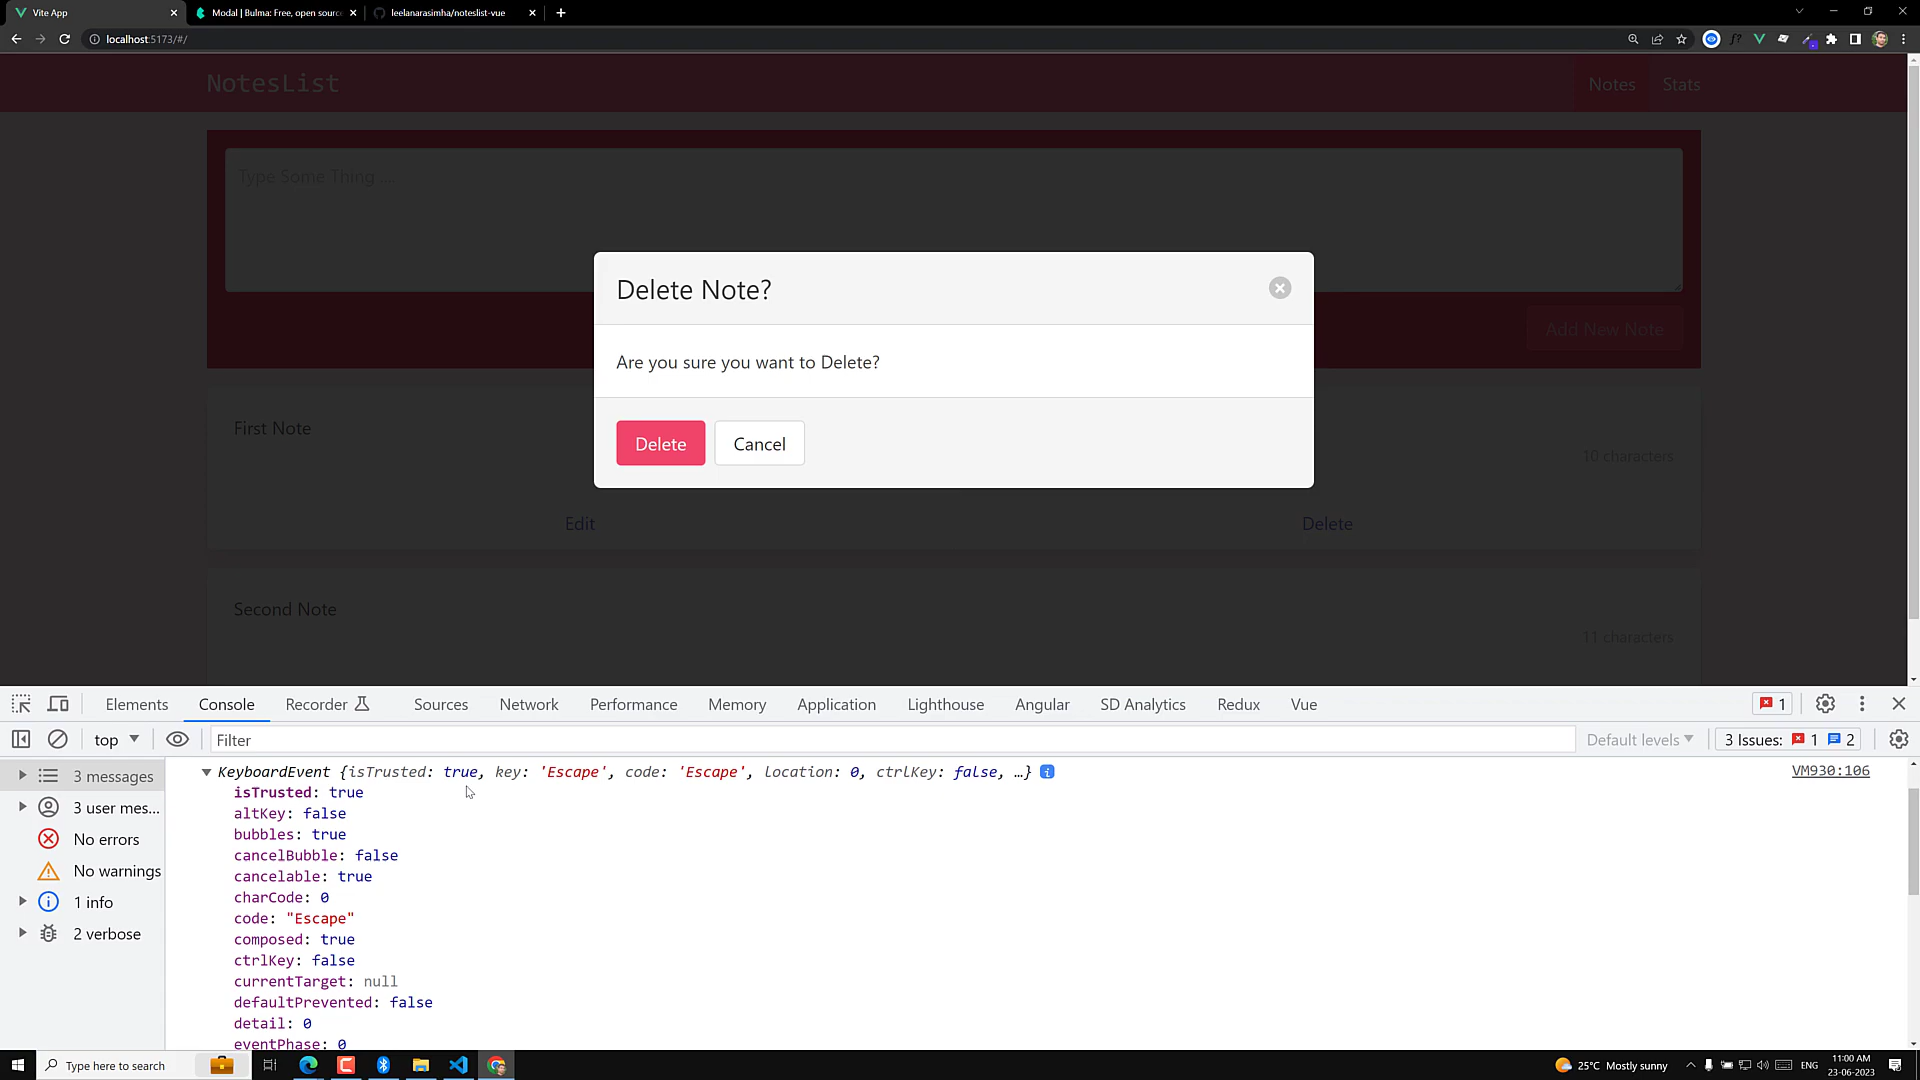 Vite App
Modal | Bulma: Free, open sourc
leelanarasimha/noteslist-vue
localhost:5173/#/
NotesList
Notes
Stats
Type Some Thing ...
Add New Note
Delete Note?
Are you sure you want to Delete?
Delete
Cancel
First Note
10 characters
Edit
Delete
Second Note
11 characters
Elements
Console
Recorder
Sources
Network
Performance
Memory
Application
Lighthouse
Angular
SD Analytics
Redux
Vue
1
top
Filter
Default levels
3 Issues: 1 2
3 messages
3 user mes...
No errors
No warnings
1 info
2 verbose
KeyboardEvent {isTrusted: true, key: 'Escape', code: 'Escape', location: 0, ctrlKey: false, …}
VM930:106
isTrusted: true
altKey: false
bubbles: true
cancelBubble: false
cancelable: true
charCode: 0
code: "Escape"
composed: true
ctrlKey: false
currentTarget: null
defaultPrevented: false
detail: 0
eventPhase: 0
Type here to search
25°C Mostly sunny
ENG
11:00 AM
23-06-2023